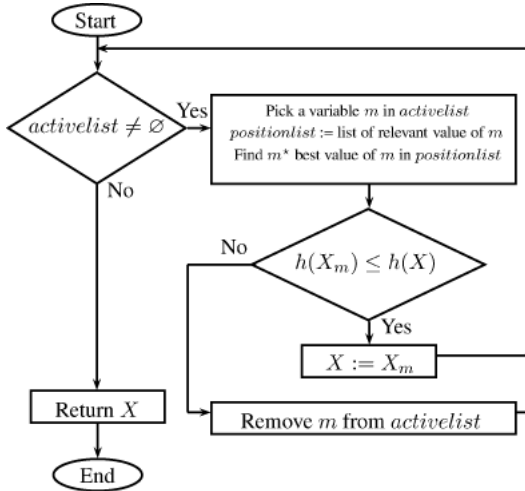 Start
activelist ≠ ∅
Yes
Pick a variable m in activelist
positionlist := list of relevant value of m
Find m* best value of m in positionlist
No
No
h(X_m) ≤ h(X)
Yes
X := X_m
Return X
Remove m from activelist
End